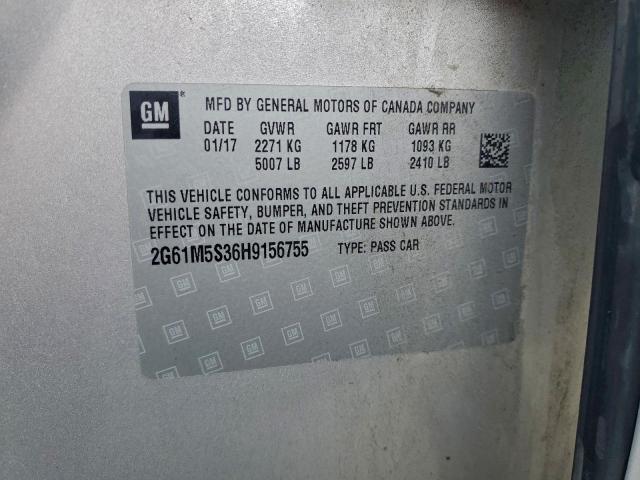 GM ®
MFD BY GENERAL MOTORS OF CANADA COMPANY
DATE GVWR GAWR FRT GAWR RR
01/17 2271 KG 1178 KG 1093 KG
5007 LB 2597 LB 2410 LB
THIS VEHICLE CONFORMS TO ALL APPLICABLE U.S. FEDERAL MOTOR
VEHICLE SAFETY, BUMPER, AND THEFT PREVENTION STANDARDS IN
EFFECT ON THE DATE OF MANUFACTURE SHOWN ABOVE.
2G61M5S36H9156755 TYPE: PASS CAR